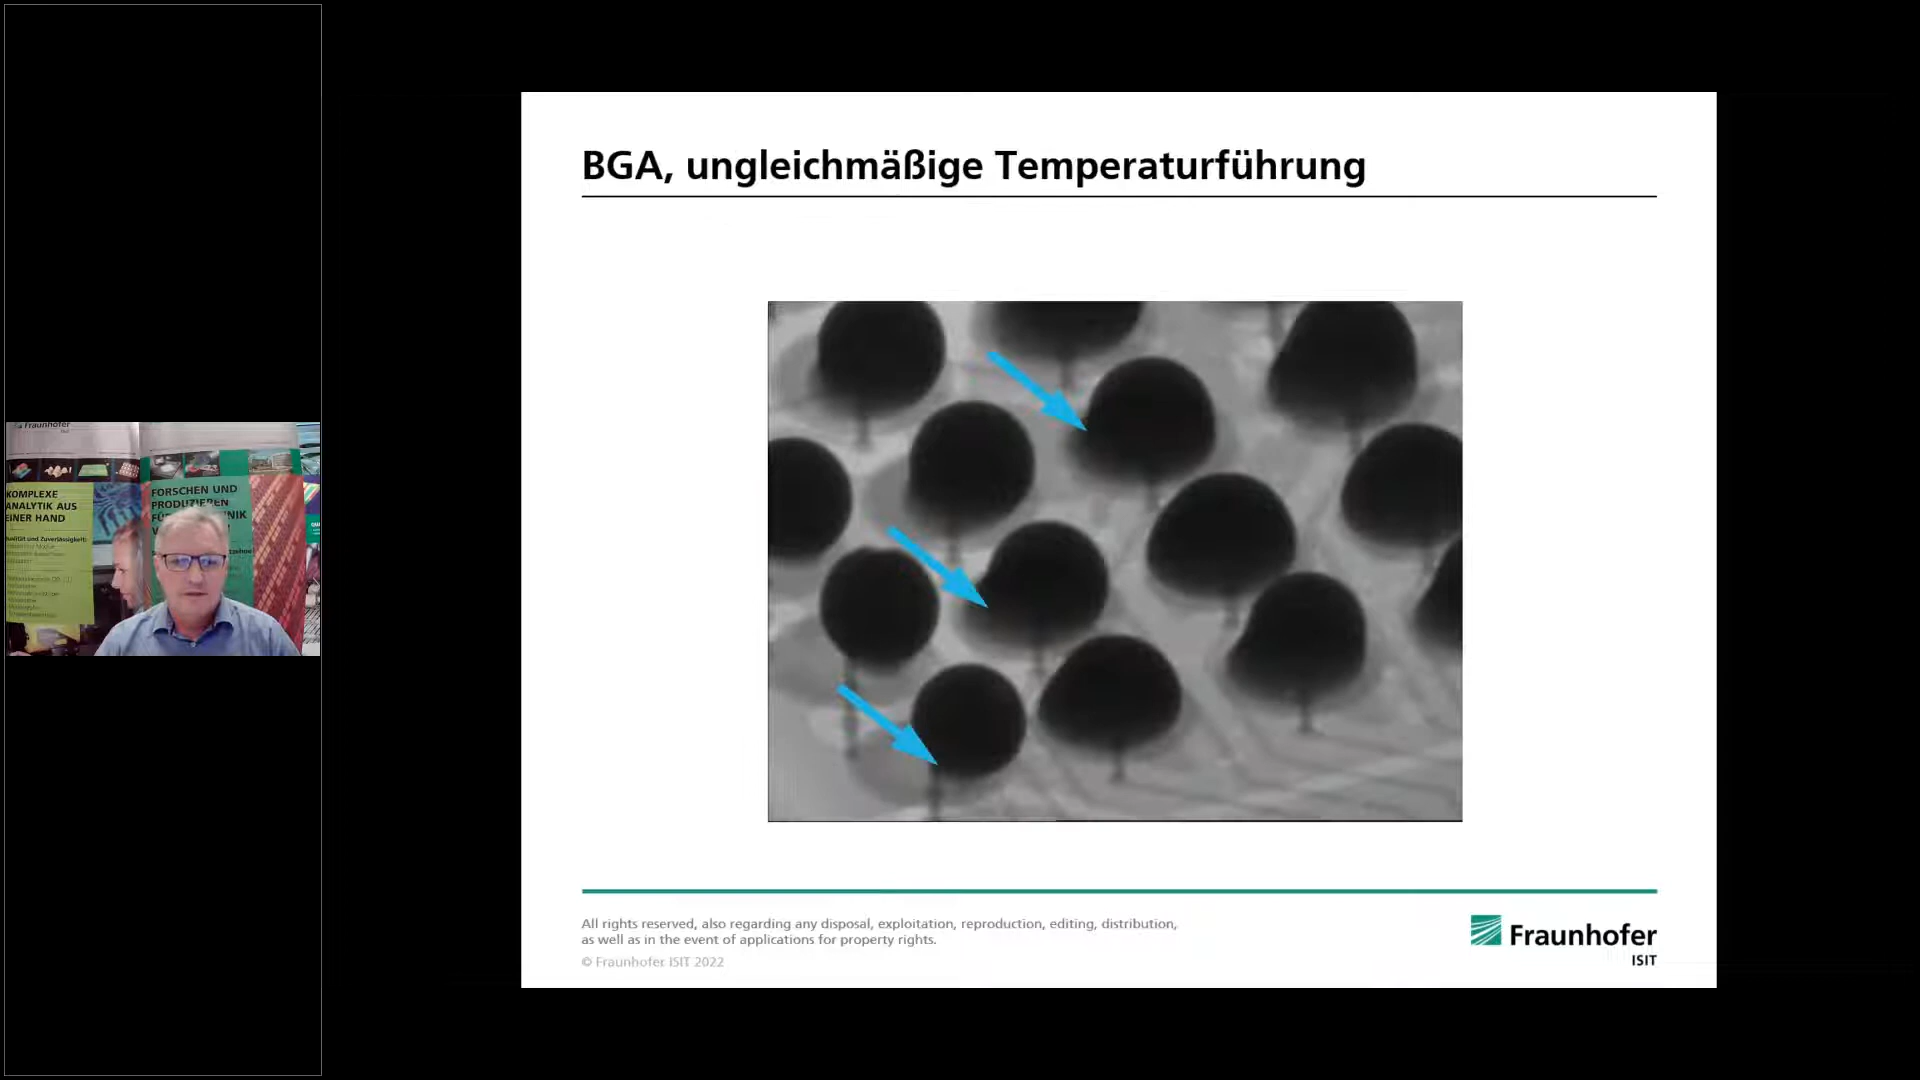 Fraunhofer
KOMPLEXE
ANALYTIK AUS
EINER HAND
FORSCHEN UND
PRODUZIEREN
BGA, ungleichmäßige Temperaturführung
All rights reserved, also regarding any disposal, exploitation, reproduction, editing, distribution,
as well as in the event of applications for property rights.
© Fraunhofer ISIT 2022
Fraunhofer
ISIT